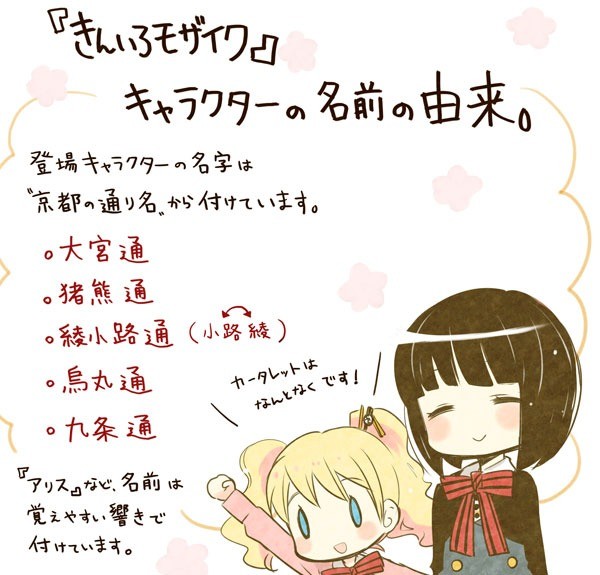 『きんいろモザイク』
キャラクターの名前の由来。
登場キャラクターの名字は
"京都の通り名"から付けています。
。大宮通
。猪熊通
。綾小路通（小路綾）
。烏丸通
。九条通
カータレットは
なんとなくです！
『アリス』など、名前は
覚えやすい響きで
付けています。